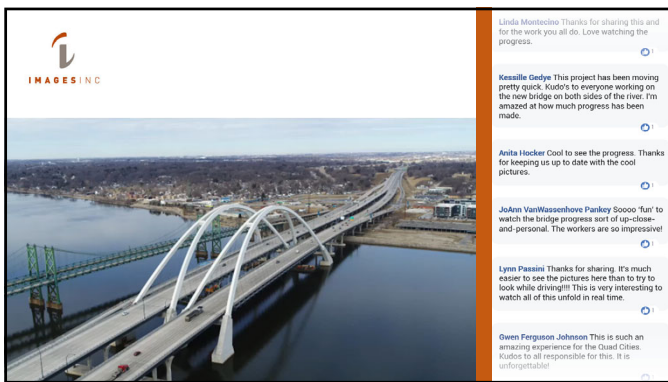 IMAGESINC
Linda Montecino Thanks for sharing this and
for the work you all do. Love watching the
progress.
1
Kessille Gedye This project has been moving
pretty quick. Kudo's to everyone working on
the new bridge on both sides of the river. I'm
amazed at how much progress has been
made.
1
Anita Hocker Cool to see the progress. Thanks
for keeping us up to date with the cool
pictures.
1
JoAnn VanWassenhove Pankey Soooo 'fun' to
watch the bridge progress sort of up-close-
and-personal. The workers are so impressive!
1
Lynn Passini Thanks for sharing. It's much
easier to see the pictures here than to try to
look while driving!!!! This is very interesting to
watch all of this unfold in real time.
Gwen Ferguson Johnson This is such an
amazing experience for the Quad Cities.
Kudos to all responsible for this. It is
unforgettable!